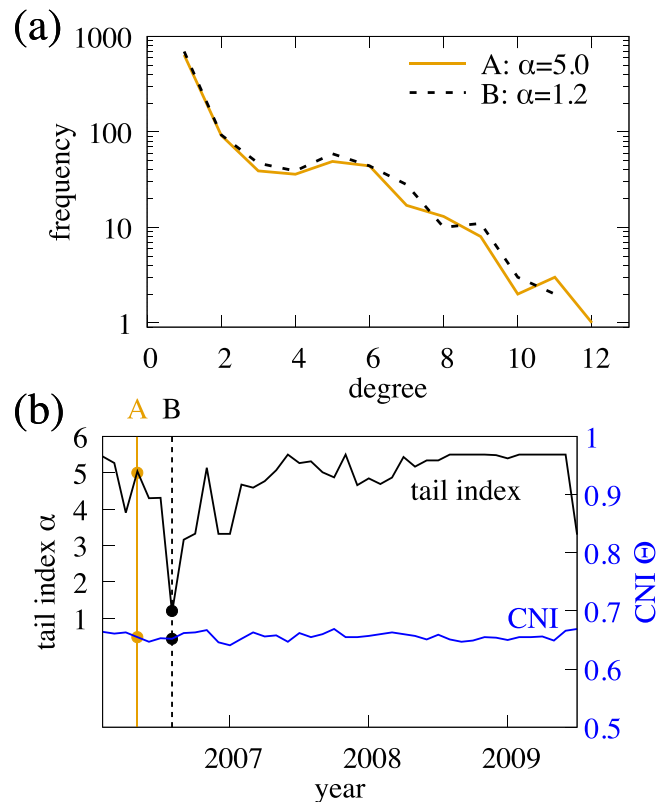 (a)
1000
100
10
1
frequency
A: α=5.0
B: α=1.2
0 2 4 6 8 10 12
degree
(b)
A B
6
5
4
3
2
1
tail index α
tail index
CNI
1
0.9
0.8
0.7
0.6
0.5
CNI Θ
2007 2008 2009
year